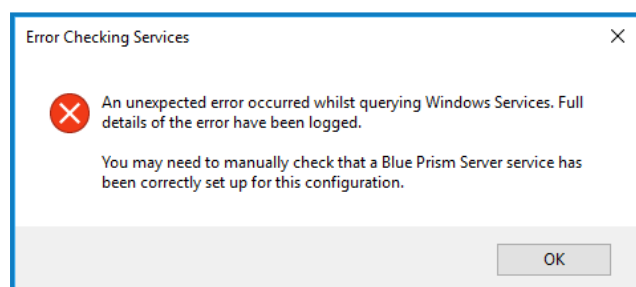 Error Checking Services
An unexpected error occurred whilst querying Windows Services. Full
details of the error have been logged.
You may need to manually check that a Blue Prism Server service has
been correctly set up for this configuration.
OK